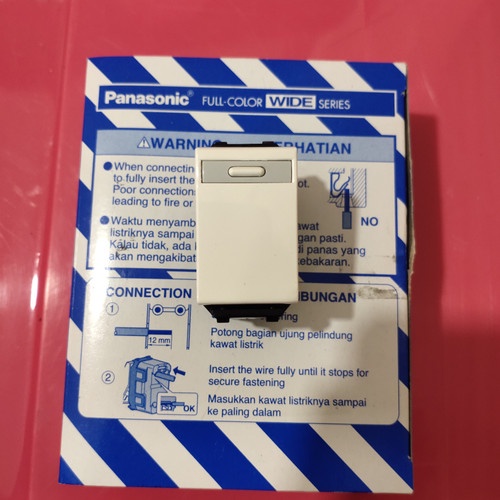 Panasonic® FULL-COLOR WIDE SERIES
⚠WARNING
●When connecting
to fully insert the
Poor connections
leading to fire or
NO
●Waktu menyamb
listriknya sampai
Kalau tidak, ada
akan mengakibat
kawat
gan pasti.
di panas yang
kebakaran.
CONNECTION
BUNGAN
1
12 mm
ring
Potong bagian ujung pelindung
kawat listrik
2
OK
Insert the wire fully until it stops for
secure fastening
Masukkan kawat listriknya sampai
ke paling dalam